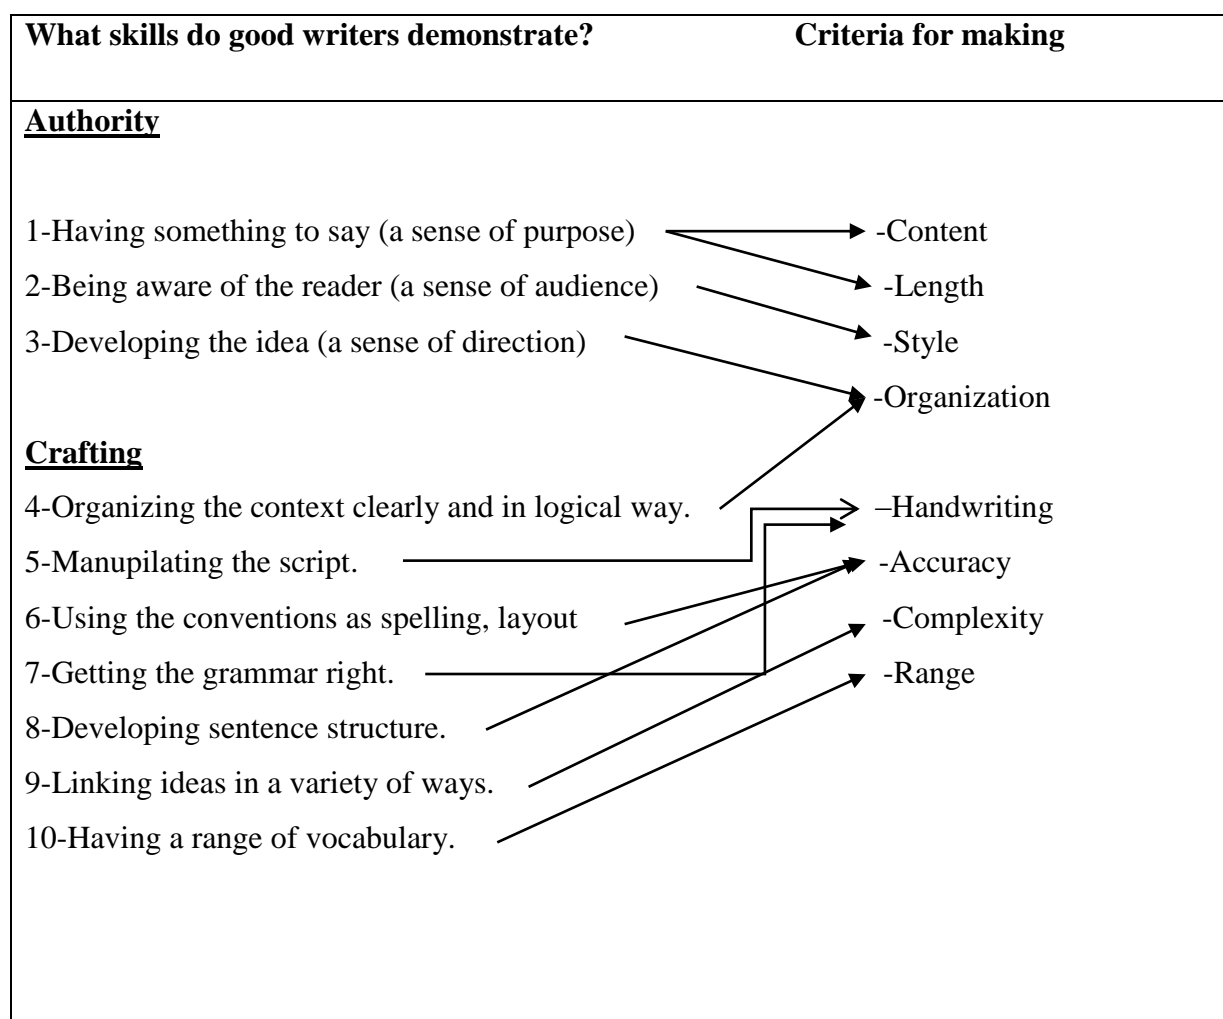 What skills do good writers demonstrate? Criteria for making
Authority
1-Having something to say (a sense of purpose) -Content
2-Being aware of the reader (a sense of audience) -Length
3-Developing the idea (a sense of direction) -Style
-Organization
Crafting
4-Organizing the context clearly and in logical way. –Handwriting
5-Manupilating the script. -Accuracy
6-Using the conventions as spelling, layout -Complexity
7-Getting the grammar right. -Range
8-Developing sentence structure.
9-Linking ideas in a variety of ways.
10-Having a range of vocabulary.